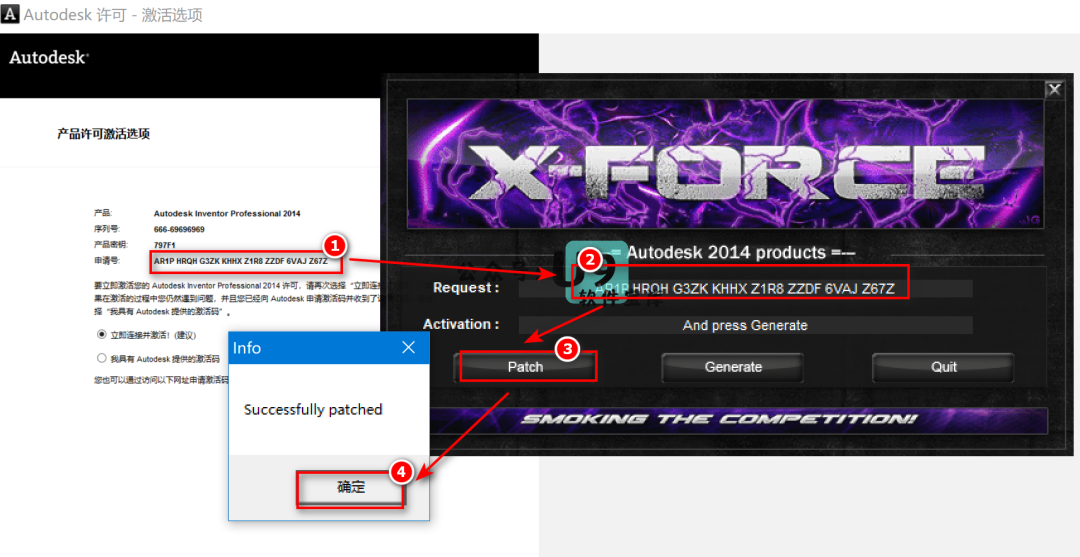 Autodesk 许可 - 激活选项
Autodesk
产品许可激活选项
产品: Autodesk Inventor Professional 2014
序列号: 666-69696969
产品密钥: 797F1
申请号: AR1P HRQH G3ZK KHHX Z1R8 ZZDF 6VAJ Z67Z
要立即激活您的 Autodesk Inventor Professional 2014 许可，请再次选择“立即连接
果在激活的过程中您仍然遇到问题，并且您已经向 Autodesk 申请激活码并收到了
择“我具有 Autodesk 提供的激活码”。
立即连接并激活! (建议)
我具有 Autodesk 提供的激活码
您也可以通过访问以下网址申请激活码
1
X-FORCE
JG
= Autodesk 2014 products =---
公众号
U9
软件
2
Request : AR1P HRQH G3ZK KHHX Z1R8 ZZDF 6VAJ Z67Z
Activation : And press Generate
3
Patch Generate Quit
SMOKING THE COMPETITION!
Info
Successfully patched
4
确定